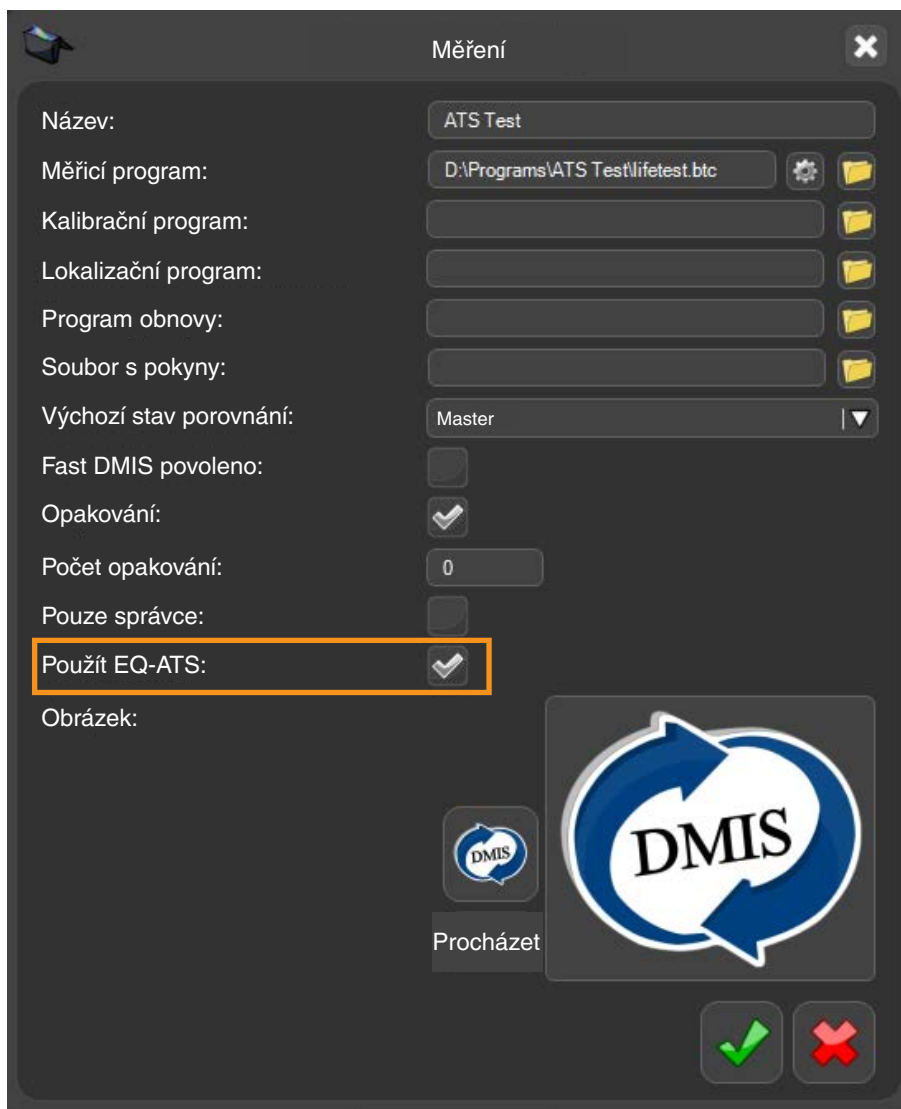 Měření
Název: ATS Test
Měřicí program: D:\Programs\ATS Test\lifetest.btc
Kalibrační program:
Lokalizační program:
Program obnovy:
Soubor s pokyny:
Výchozí stav porovnání: Master
Fast DMIS povoleno:
Opakování:
Počet opakování: 0
Pouze správce:
Použít EQ-ATS:
Obrázek:
DMIS
DMIS
Procházet